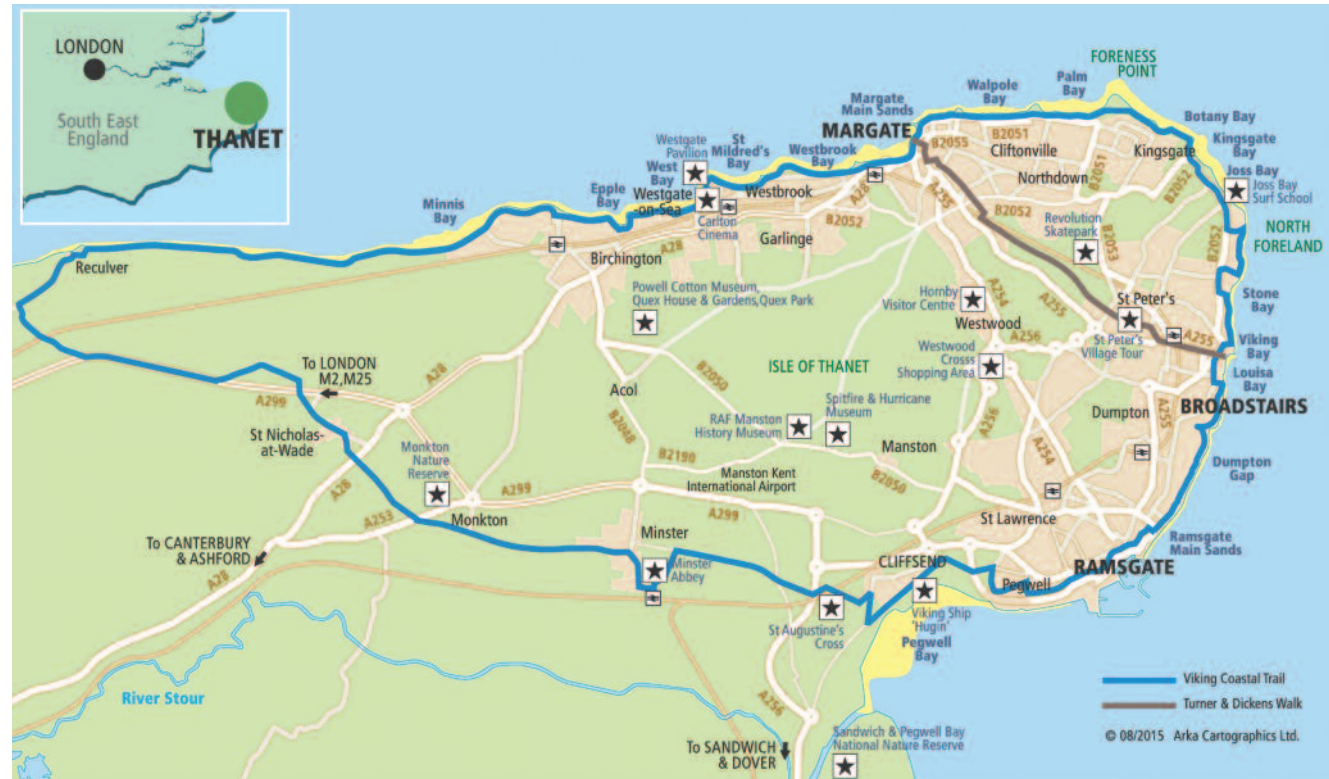 LONDON
South East
England
THANET
FORENESS
POINT
Palm
Bay
Walpole
Bay
Margate
Main Sands
MARGATE
Botany Bay
Kingsgate
Bay
Kingsgate
Joss Bay
Joss Bay
Surf School
NORTH
FORELAND
B2051
B2055
Cliftonville
Northdown
B2051
B2052
B2052
B2052
B2053
Revolution
Skatepark
Westgate
Pavilion
St
Mildred's
Bay
Westbrook
Bay
West
Bay
Westgate
-on-Sea
Westbrook
Epple
Bay
Minnis
Bay
Carlton
Cinema
A28
B2052
Garlinge
A28
A255
Reculver
Birchington
Powell Cotton Museum,
Quex House & Gardens,Quex Park
Hornby
Visitor Centre
Westwood
A254
A255
A256
St Peter's
St Peter's
Village Tour
A255
Stone
Bay
Viking
Bay
Louisa
Bay
BROADSTAIRS
Westwood
Crosss
Shopping Area
ISLE OF THANET
To LONDON
M2,M25
A299
A28
Acol
B2050
B2048
Spitfire & Hurricane
Museum
RAF Manston
History Museum
Manston
A256
A254
Dumpton
A255
Dumpton
Gap
St Nicholas-
at-Wade
Monkton
Nature
Reserve
A28
B2190
Manston Kent
International Airport
B2050
A299
A299
A253
Monkton
Minster
St Lawrence
Ramsgate
Main Sands
RAMSGATE
To CANTERBURY
& ASHFORD
A28
Minster
Abbey
CLIFFSEND
Pegwell
Viking Ship
'Hugin'
St Augustine's
Cross
Pegwell
Bay
River Stour
A256
To SANDWICH
& DOVER
Sandwich & Pegwell Bay
National Nature Reserve
Viking Coastal Trail
Turner & Dickens Walk
© 08/2015 Arka Cartographics Ltd.